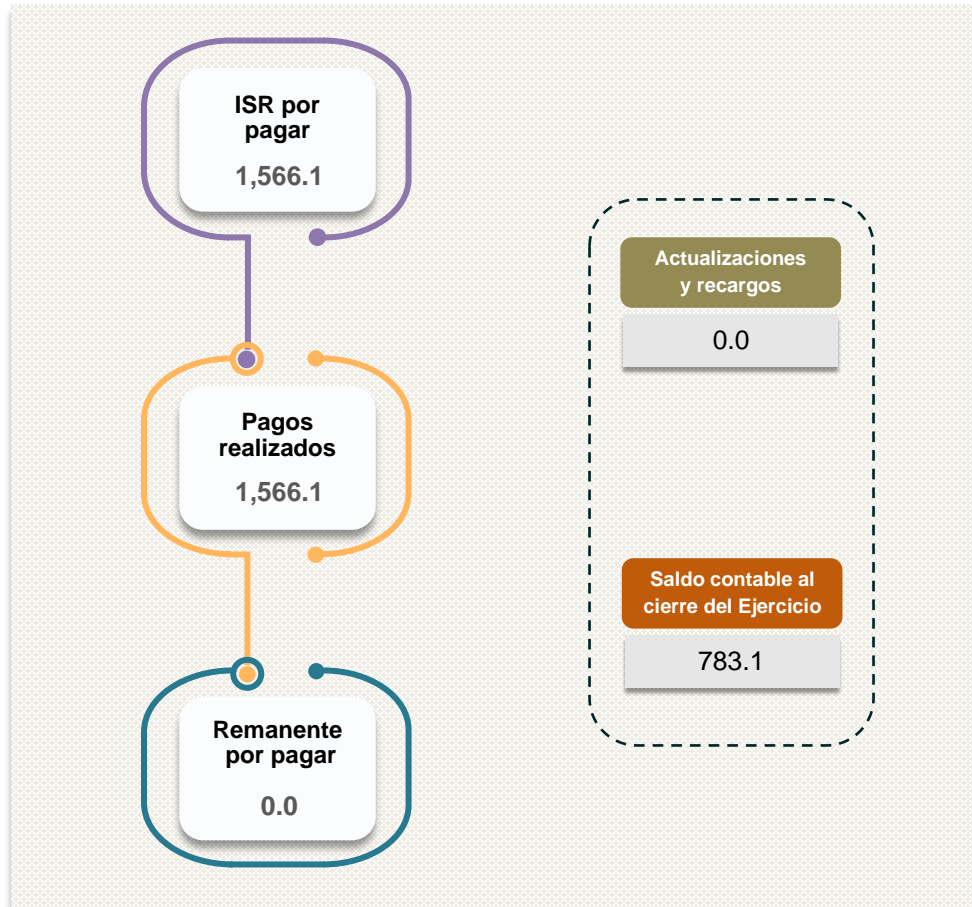 ISR por
pagar
1,566.1
Pagos
realizados
1,566.1
Remanente
por pagar
0.0
Actualizaciones
y recargos
0.0
Saldo contable al
cierre del Ejercicio
783.1